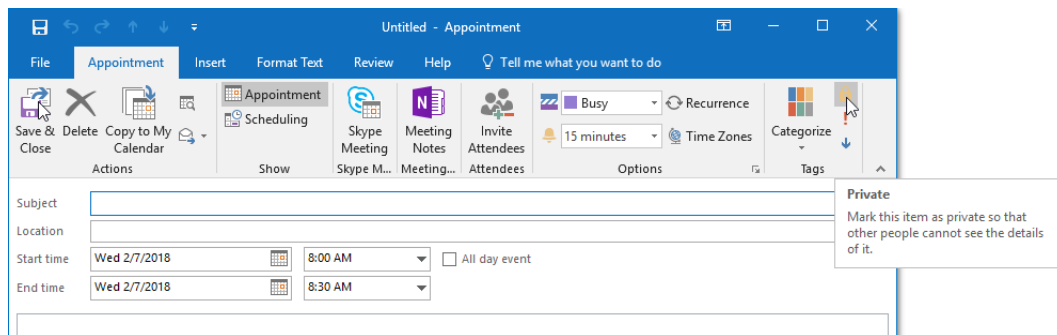 Untitled - Appointment
File Appointment Insert Format Text Review Help Tell me what you want to do
Save & Close
Delete
Copy to My Calendar
Actions
Appointment
Scheduling
Show
Skype Meeting
Skype M...
Meeting Notes
Meeting...
Invite Attendees
Attendees
Busy
15 minutes
Recurrence
Time Zones
Options
Categorize
Tags
Private
Mark this item as private so that
other people cannot see the details
of it.
Subject
Location
Start time Wed 2/7/2018 8:00 AM All day event
End time Wed 2/7/2018 8:30 AM